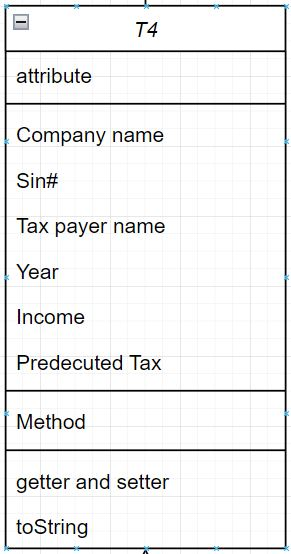 T4
attribute
Company name
Sin#
Tax payer name
Year
Income
Predecuted Tax
Method
getter and setter
toString